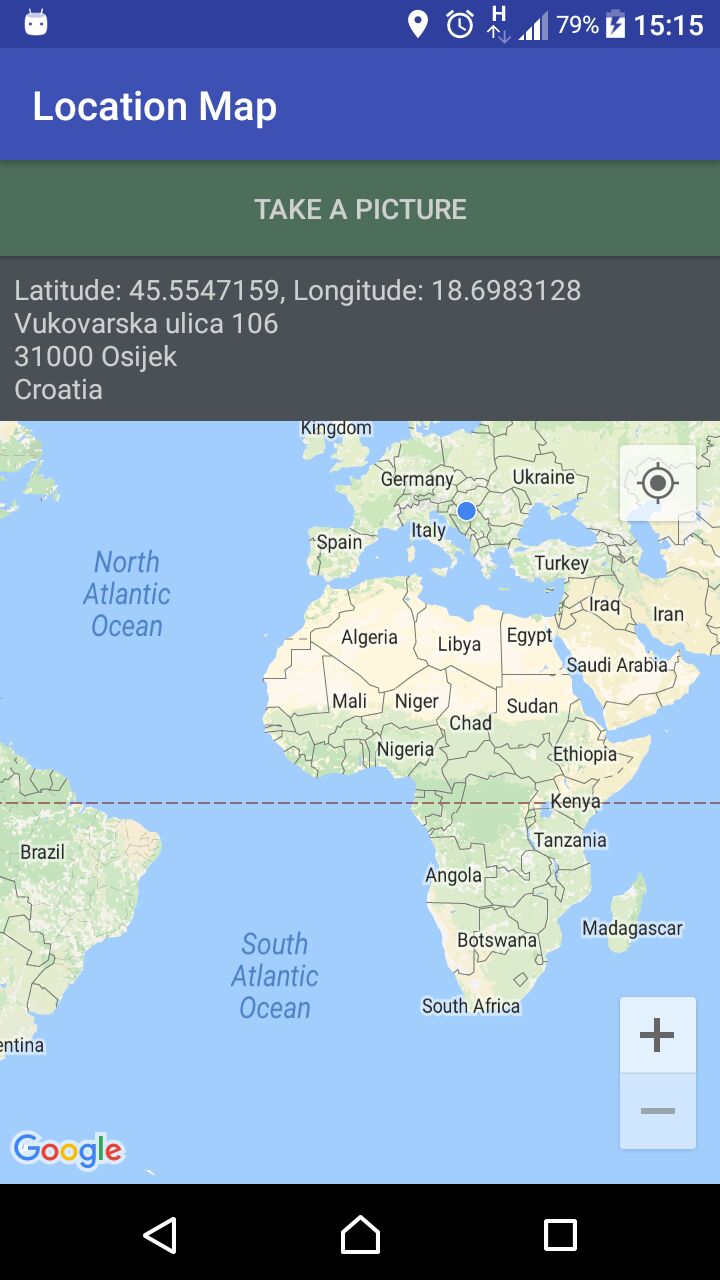 H
79%
15:15
Location Map
TAKE A PICTURE
Latitude: 45.5547159, Longitude: 18.6983128
Vukovarska ulica 106
31000 Osijek
Croatia
Kingdom
Germany
Ukraine
Italy
Spain
Turkey
North
Atlantic
Ocean
Iraq
Iran
Algeria
Libya
Egypt
Saudi Arabia
Mali
Niger
Chad
Sudan
Nigeria
Ethiopia
Kenya
Brazil
Tanzania
Angola
Madagascar
Botswana
South
Atlantic
Ocean
South Africa
entina
Google